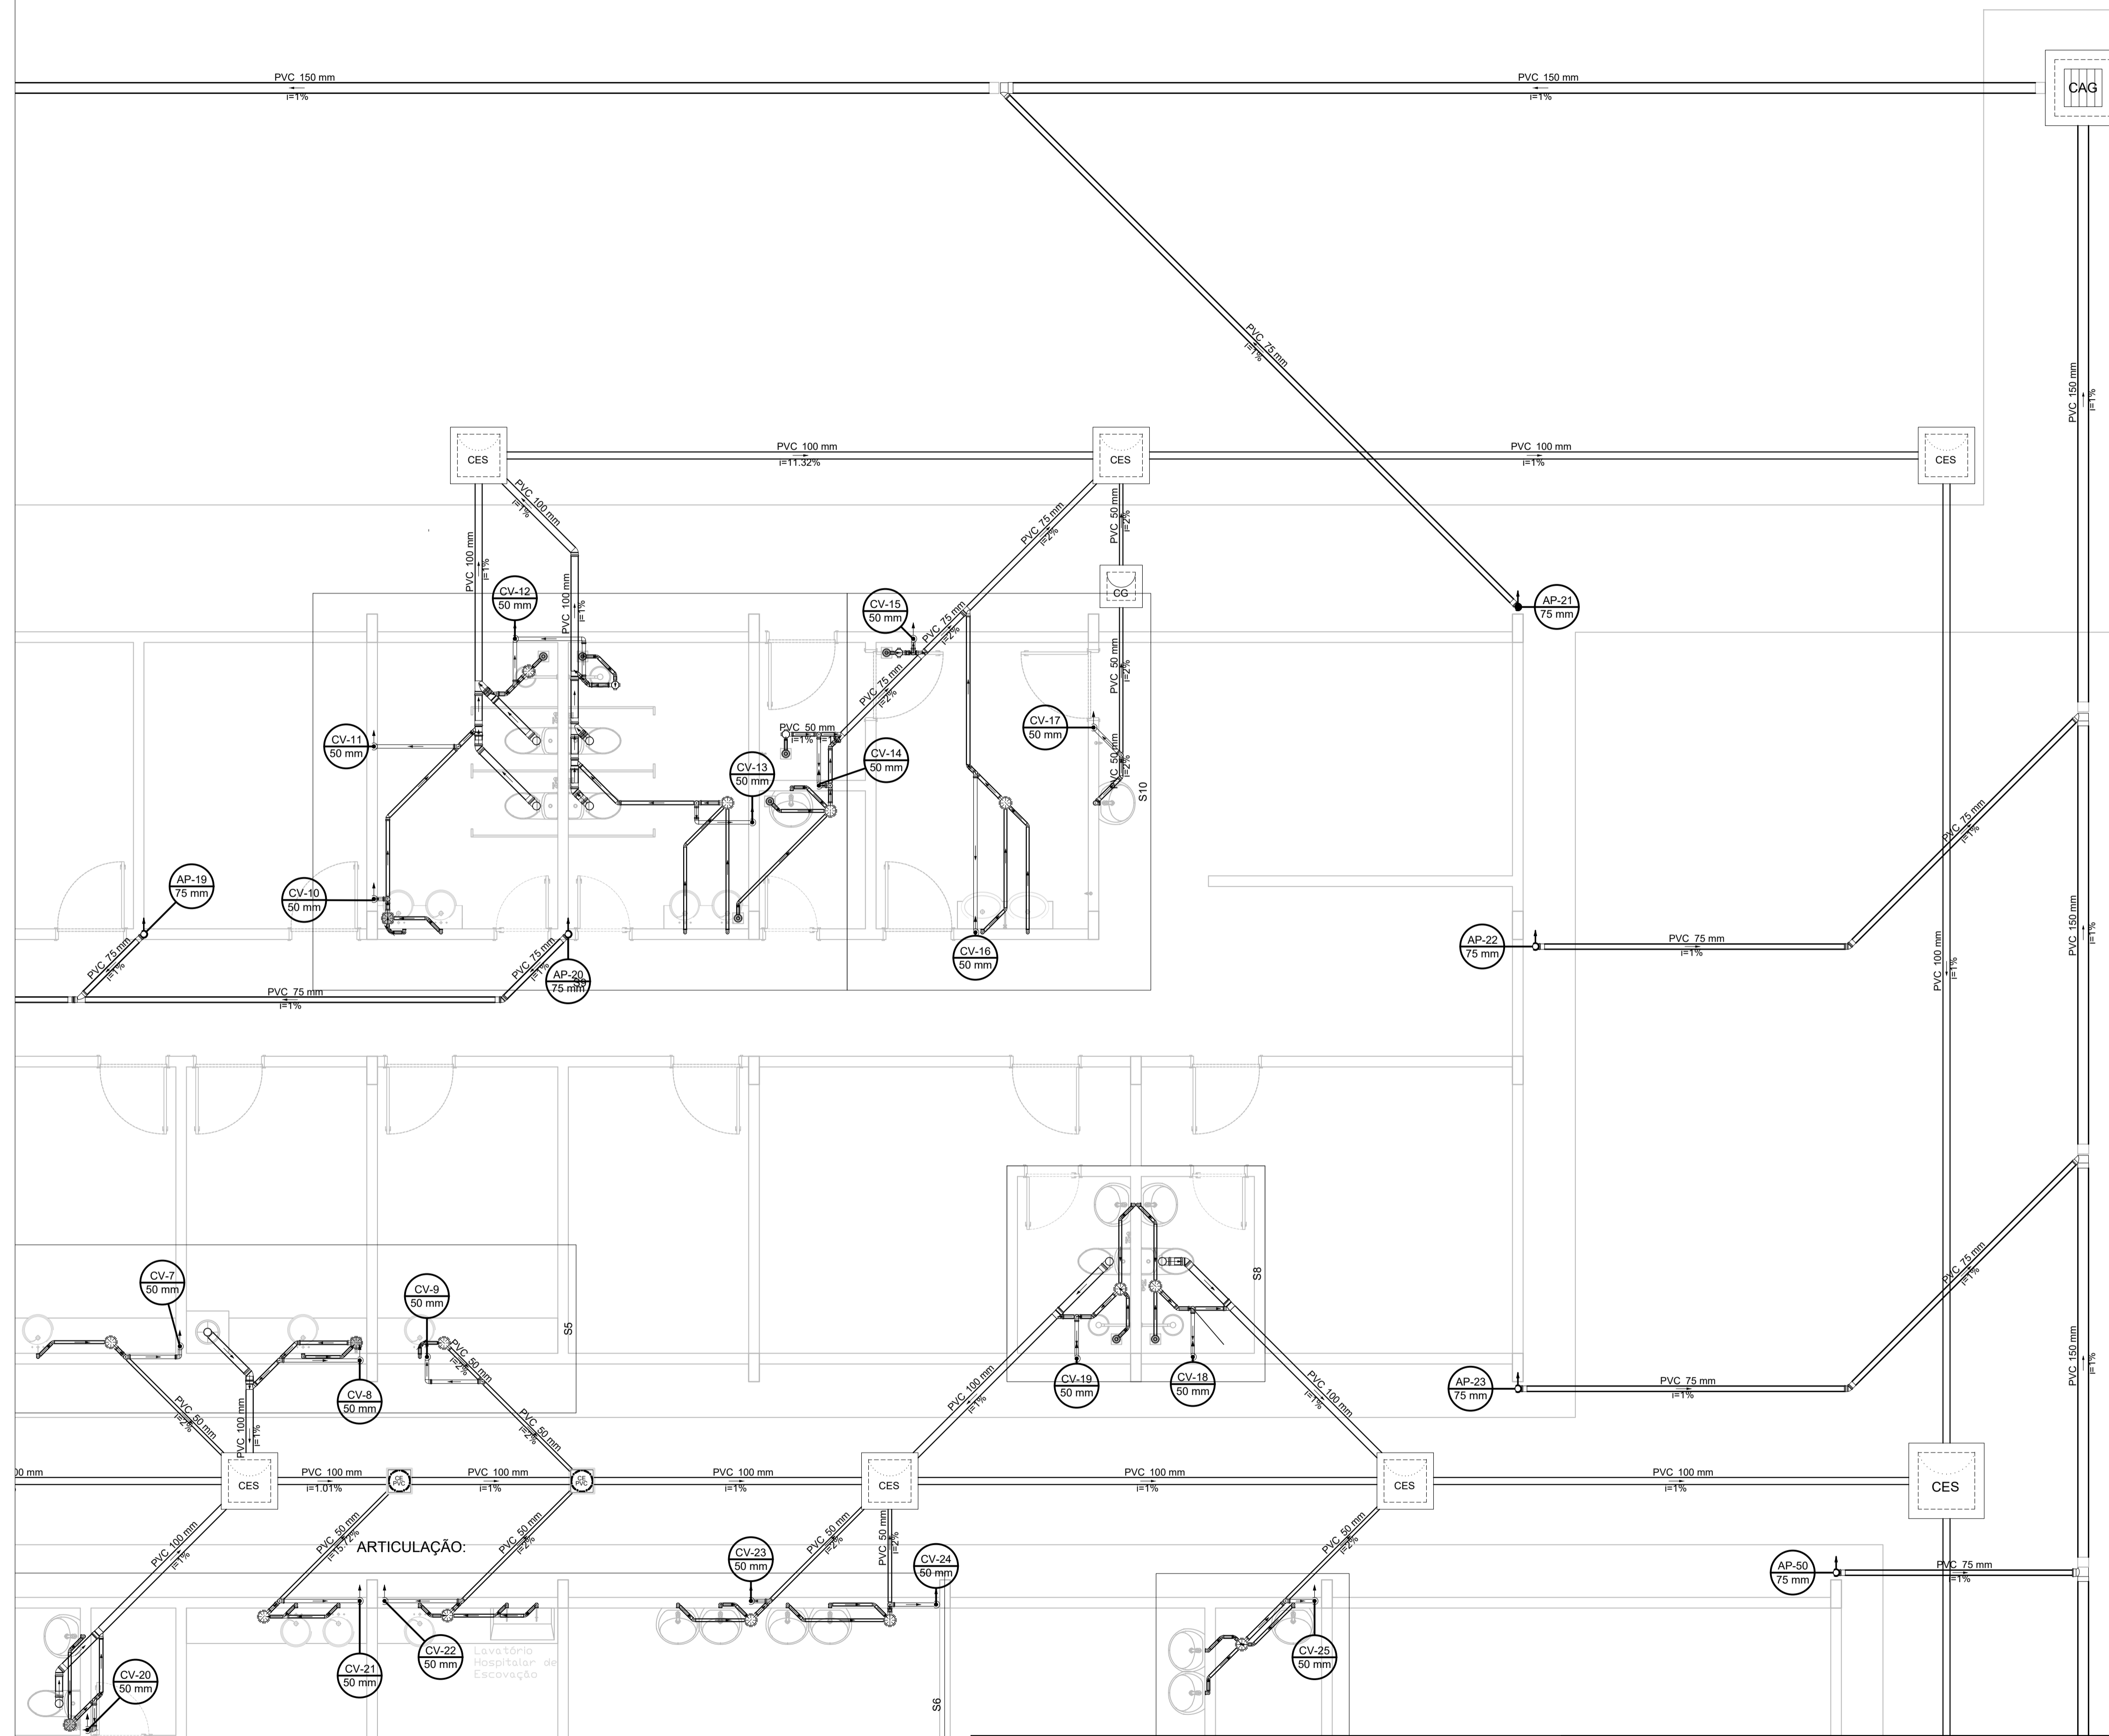 PVC 150 mm
i=1%
PVC 150 mm
i=1%
CAG
PVC 75 mm
i=1%
PVC 150 mm
i=1%
CES
PVC 100 mm
i=11.32%
CES
PVC 100 mm
i=1%
CES
PVC 100 mm
i=1%
PVC 100 mm
i=1%
PVC 75 mm
i=2%
PVC 50 mm
i=2%
CG
PVC 100 mm
i=1%
CV-12
50 mm
CV-15
50 mm
PVC 75 mm
i=2%
AP-21
75 mm
PVC 75 mm
i=2%
PVC 50 mm
i=2%
CV-11
50 mm
PVC 50 mm
i=1%
i=1%
CV-14
50 mm
CV-13
50 mm
CV-17
50 mm
PVC 50 mm
i=2%
S10
PVC 75 mm
i=1%
AP-19
75 mm
CV-10
50 mm
CV-16
50 mm
AP-22
75 mm
PVC 75 mm
i=1%
PVC 150 mm
i=1%
PVC 100 mm
i=1%
PVC 75 mm
i=1%
PVC 75 mm
i=1%
AP-20
75 mm
PVC 75 mm
i=1%
CV-7
50 mm
CV-9
50 mm
S5
S8
PVC 75 mm
i=1%
CV-8
50 mm
PVC 50 mm
i=2%
CV-19
50 mm
CV-18
50 mm
AP-23
75 mm
PVC 75 mm
i=1%
PVC 150 mm
i=1%
PVC 50 mm
i=2%
PVC 100 mm
i=1%
PVC 50 mm
i=2%
PVC 100 mm
i=1%
PVC 100 mm
i=1%
00 mm
CES
PVC 100 mm
i=1.01%
CE
PVC
PVC 100 mm
i=1%
CE
PVC
PVC 100 mm
i=1%
CES
PVC 100 mm
i=1%
CES
PVC 100 mm
i=1%
CES
PVC 100 mm
i=1%
PVC 50 mm
i=15.72%
ARTICULAÇÃO:
PVC 50 mm
i=2%
PVC 50 mm
i=2%
PVC 50 mm
i=2%
PVC 50 mm
i=2%
CV-23
50 mm
CV-24
50 mm
AP-50
75 mm
PVC 75 mm
i=1%
CV-20
50 mm
CV-21
50 mm
CV-22
50 mm
Lavatório
Hospitalar de
Escovação
CV-25
50 mm
S6